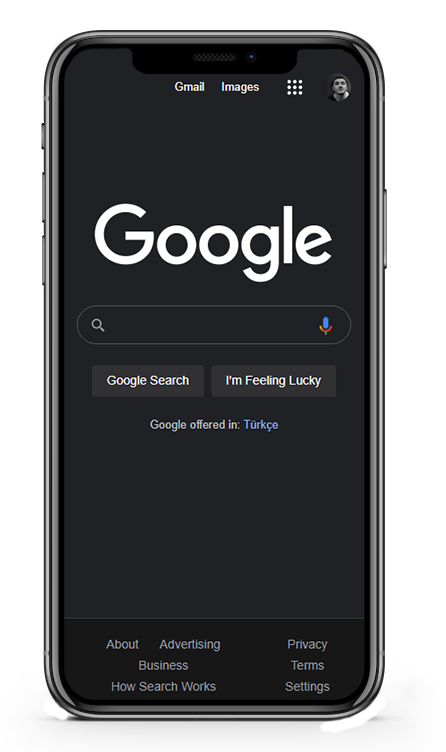 Gmail Images
Google
Google Search I'm Feeling Lucky
Google offered in: Türkçe
About Advertising Privacy
Business Terms
How Search Works Settings